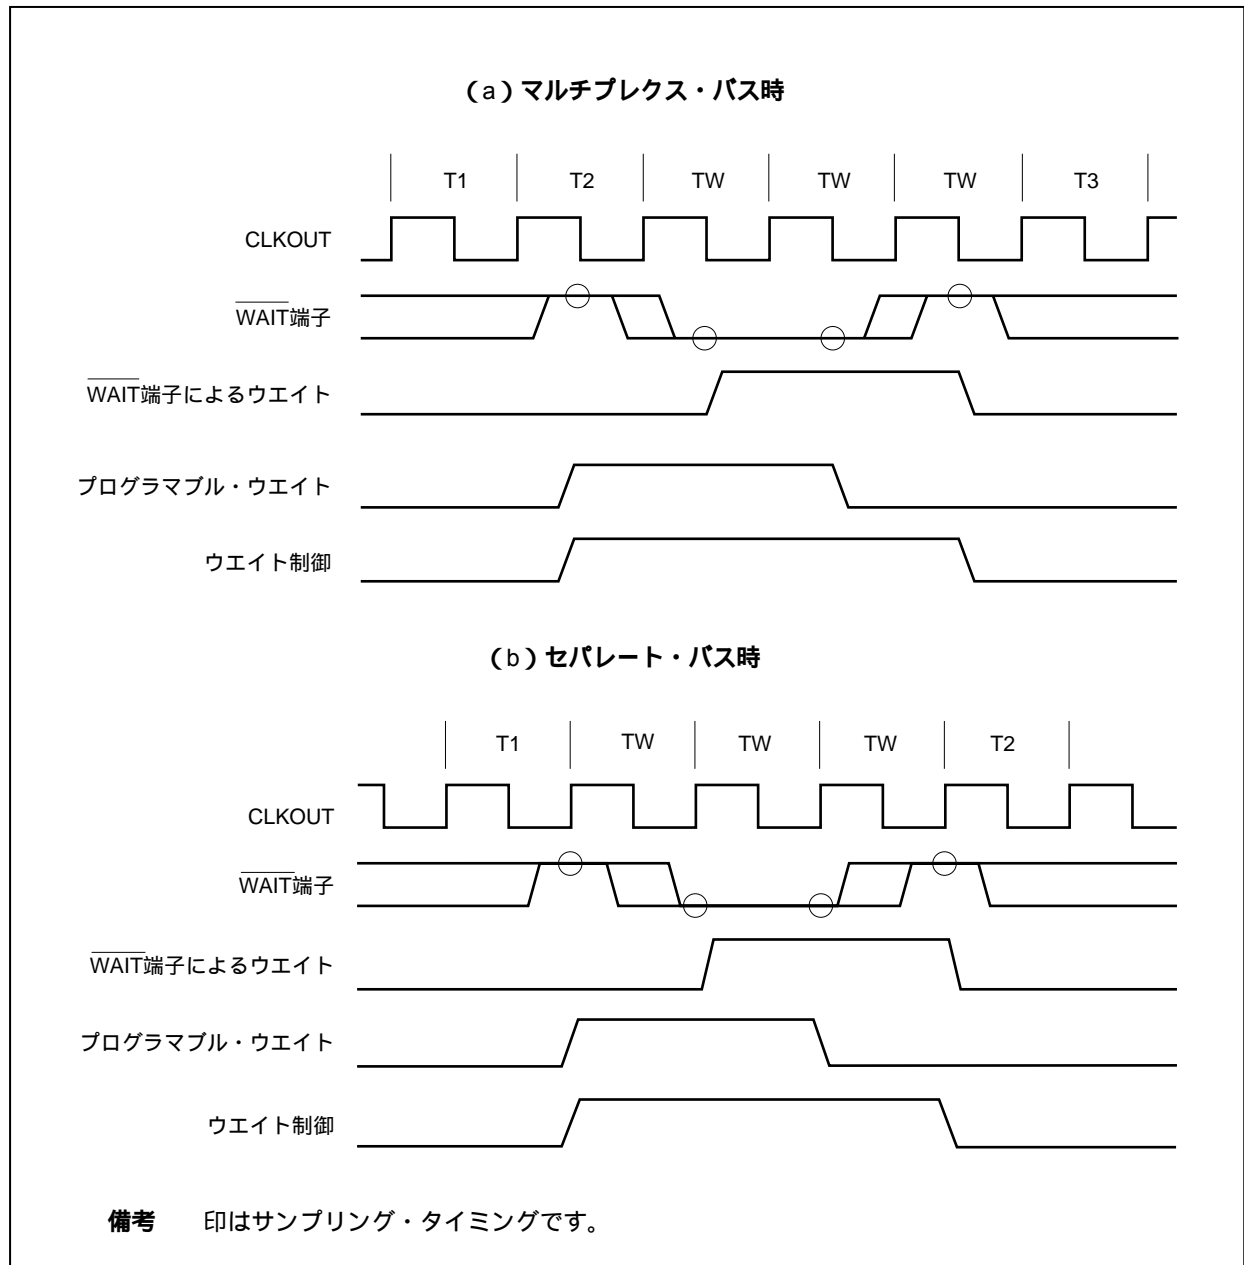 (a)マルチプレクス・バス時
T1 T2 TW TW TW T3
CLKOUT
WAIT端子
WAIT端子によるウエイト
プログラマブル・ウエイト
ウエイト制御
(b)セパレート・バス時
T1 TW TW TW T2
CLKOUT
WAIT端子
WAIT端子によるウエイト
プログラマブル・ウエイト
ウエイト制御
備考 印はサンプリング・タイミングです。